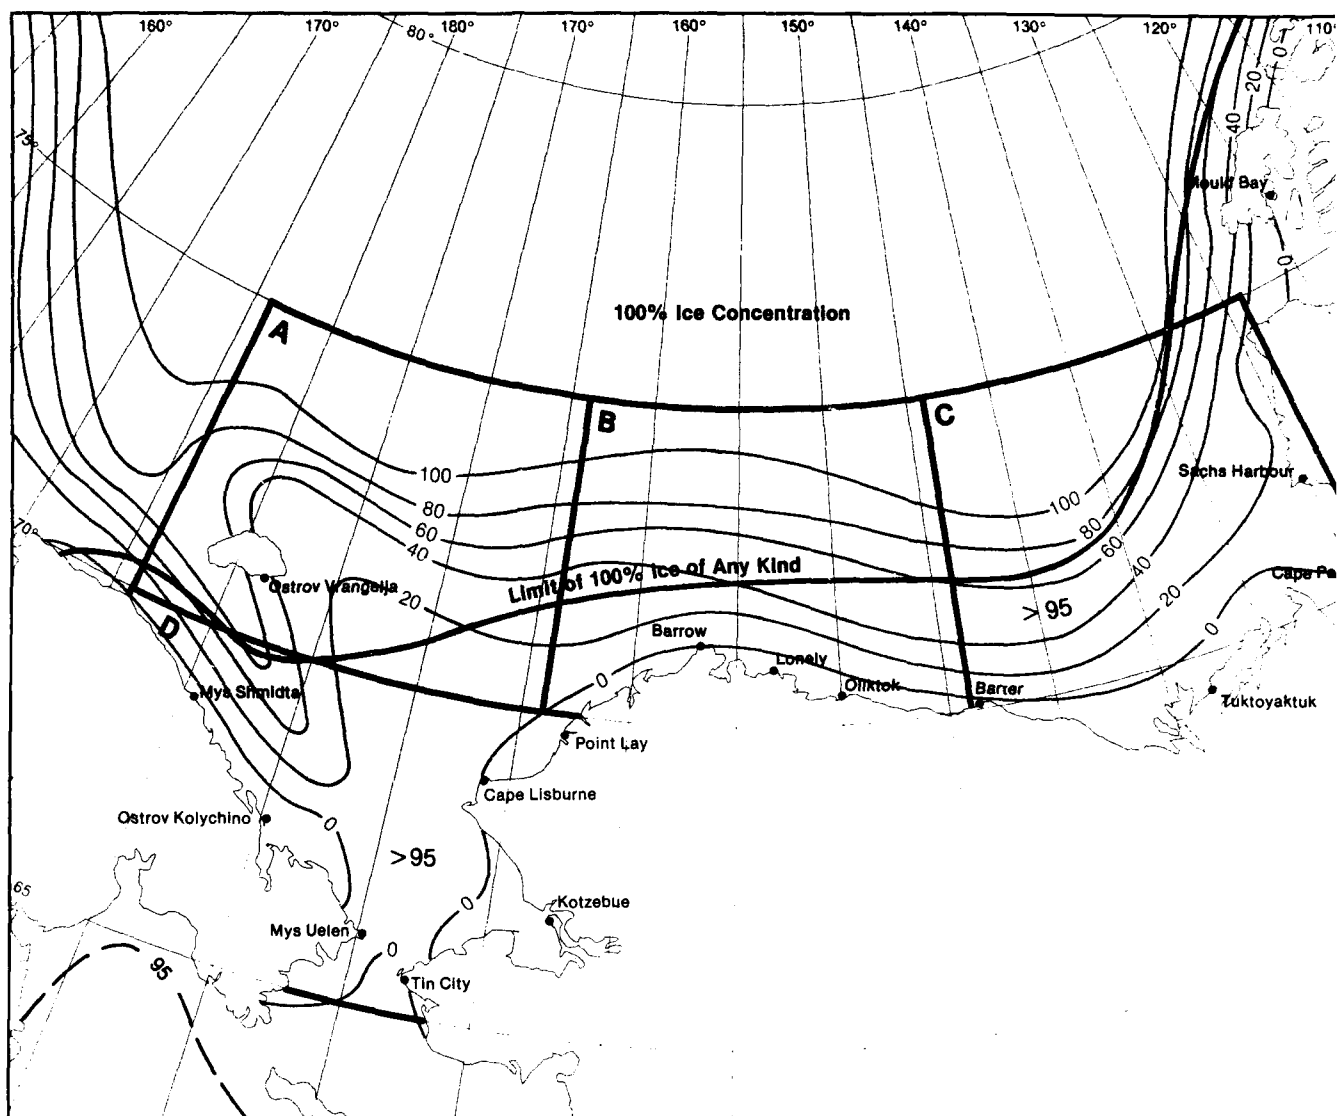 160°
170°
80°
170°
160°
150°
140°
130°
120°
110°
0
20
40
75°
Mould Bay
0
A
100% Ice Concentration
B
C
100
80
60
40
20
Sachs Harbour
100
80
60
40
20
0
70°
Ostrov Vrangelja
Limit of 100% Ice of Any Kind
> 95
Cape Pa
D
Barrow
Lonely
Oliktok
Barter
Tuktoyaktuk
0
Mys Shmidta
Point Lay
Cape Lisburne
Ostrov Kolychino
0
>95
65
Kotzebue
0
Mys Uelen
0
95
Tin City